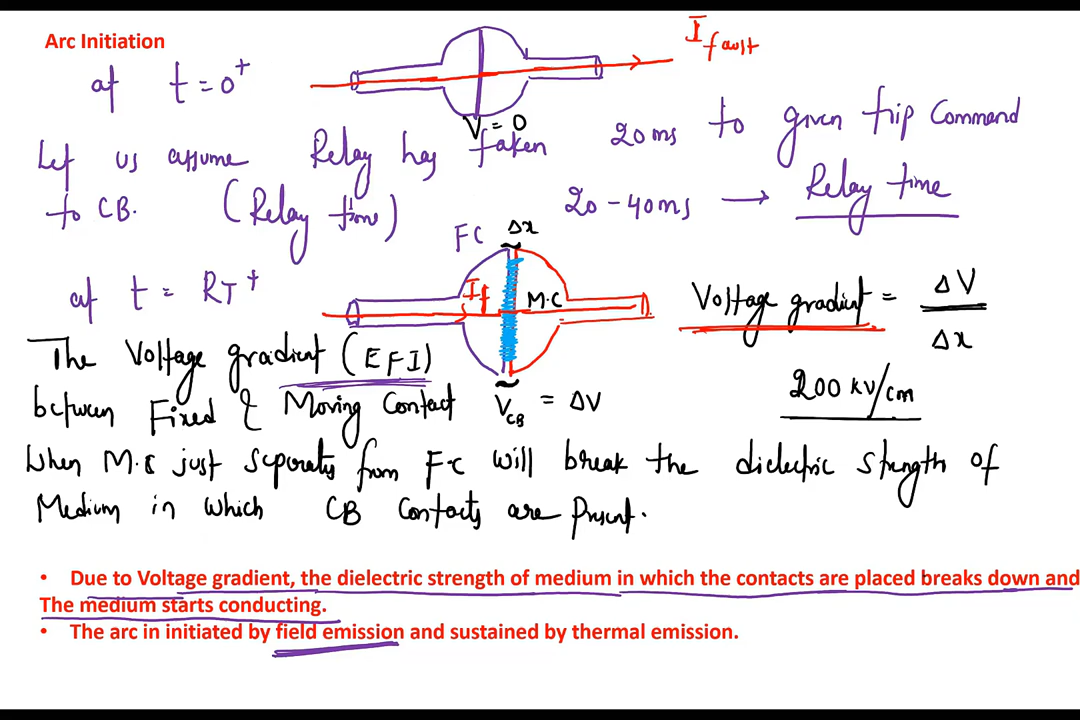 Arc Initiation
I fault
at t = 0+
V = 0
Let us assume Relay has taken 20ms to given trip Command
to CB. (Relay time) 20-40ms → Relay time
FC Δx
at t = RT+
If M.C
Voltage gradient = ΔV
Δx
The Voltage gradient (EFI)
200 kV/cm
between Fixed & Moving Contact VCB = ΔV
When M.C just seperates from F.C will break the dielectric strength of
Medium in which CB Contacts are Present.
• Due to Voltage gradient, the dielectric strength of medium in which the contacts are placed breaks down and
The medium starts conducting.
• The arc in initiated by field emission and sustained by thermal emission.